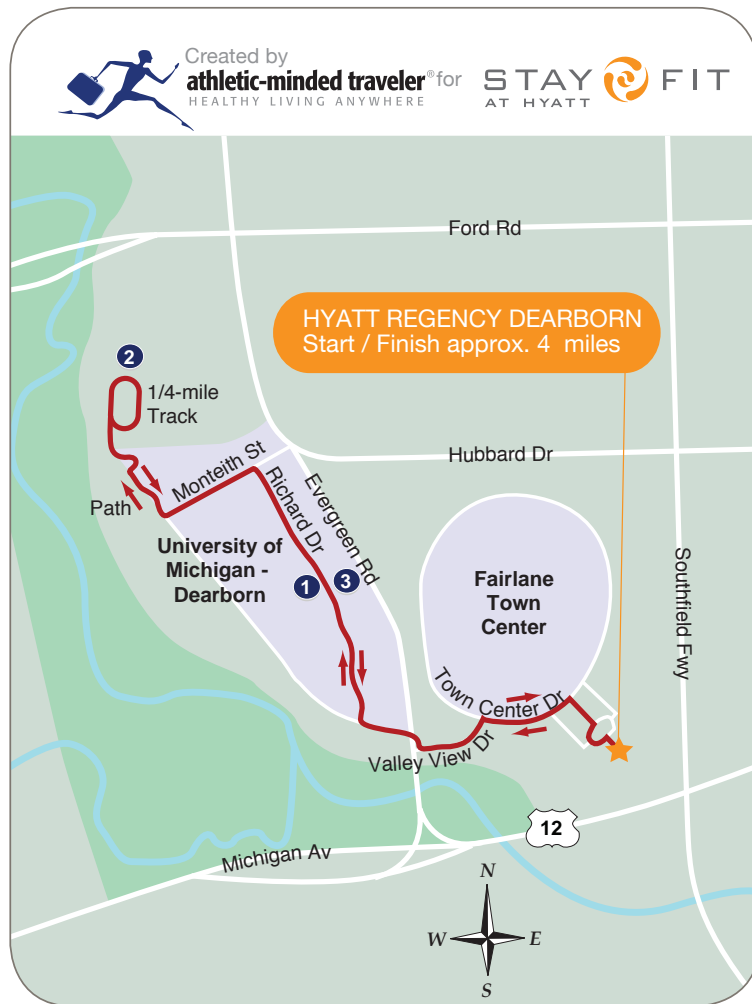 Created by
athletic-minded traveler® for
HEALTHY LIVING ANYWHERE
STAY FIT
AT HYATT
Ford Rd
HYATT REGENCY DEARBORN
Start / Finish approx. 4 miles
2
1/4-mile
Track
Hubbard Dr
Monteith St
Path
Richard Dr
Evergreen Rd
University of
Michigan -
Dearborn
1
3
Fairlane
Town
Center
Southfield Fwy
Town Center Dr
Valley View Dr
12
Michigan Av
N
W
E
S